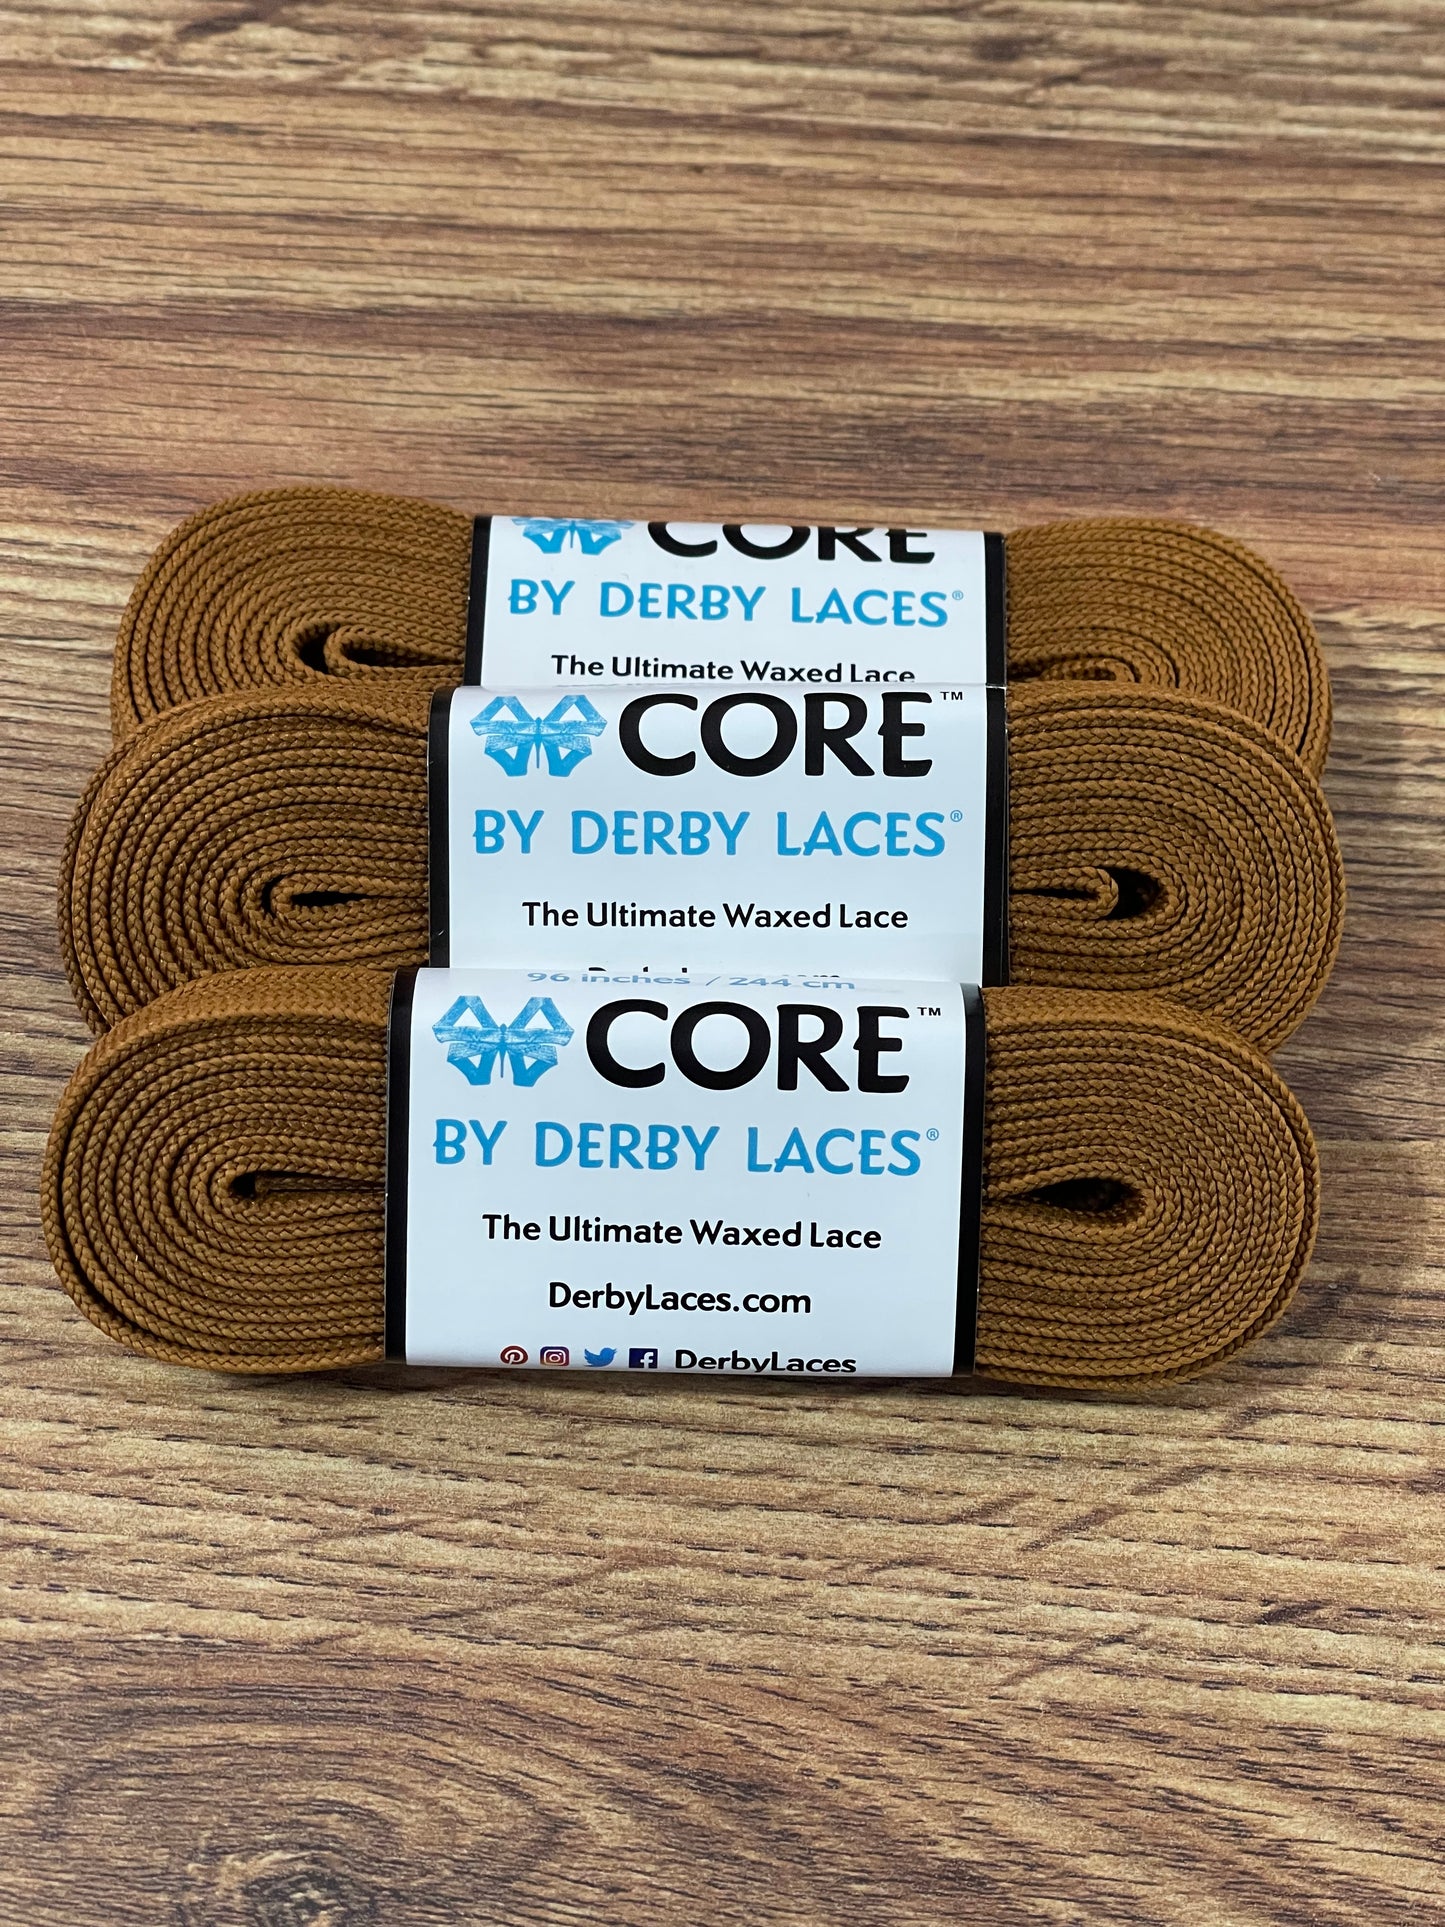 CORE
BY DERBY LACES®
The Ultimate Waxed Lace
CORE™
BY DERBY LACES®
The Ultimate Waxed Lace
96 inches / 244 cm
CORE™
BY DERBY LACES®
The Ultimate Waxed Lace
DerbyLaces.com
DerbyLaces